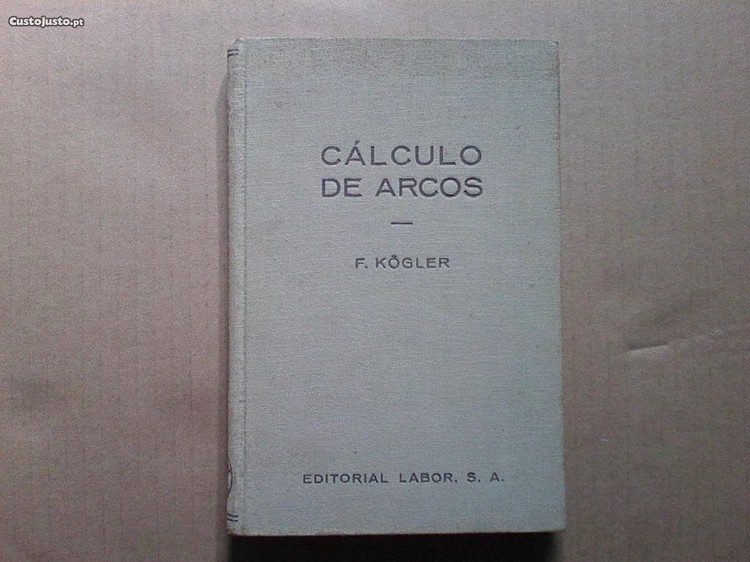 CustoJusto.pt
CÁLCULO
DE ARCOS
F. KÖGLER
EDITORIAL LABOR, S. A.